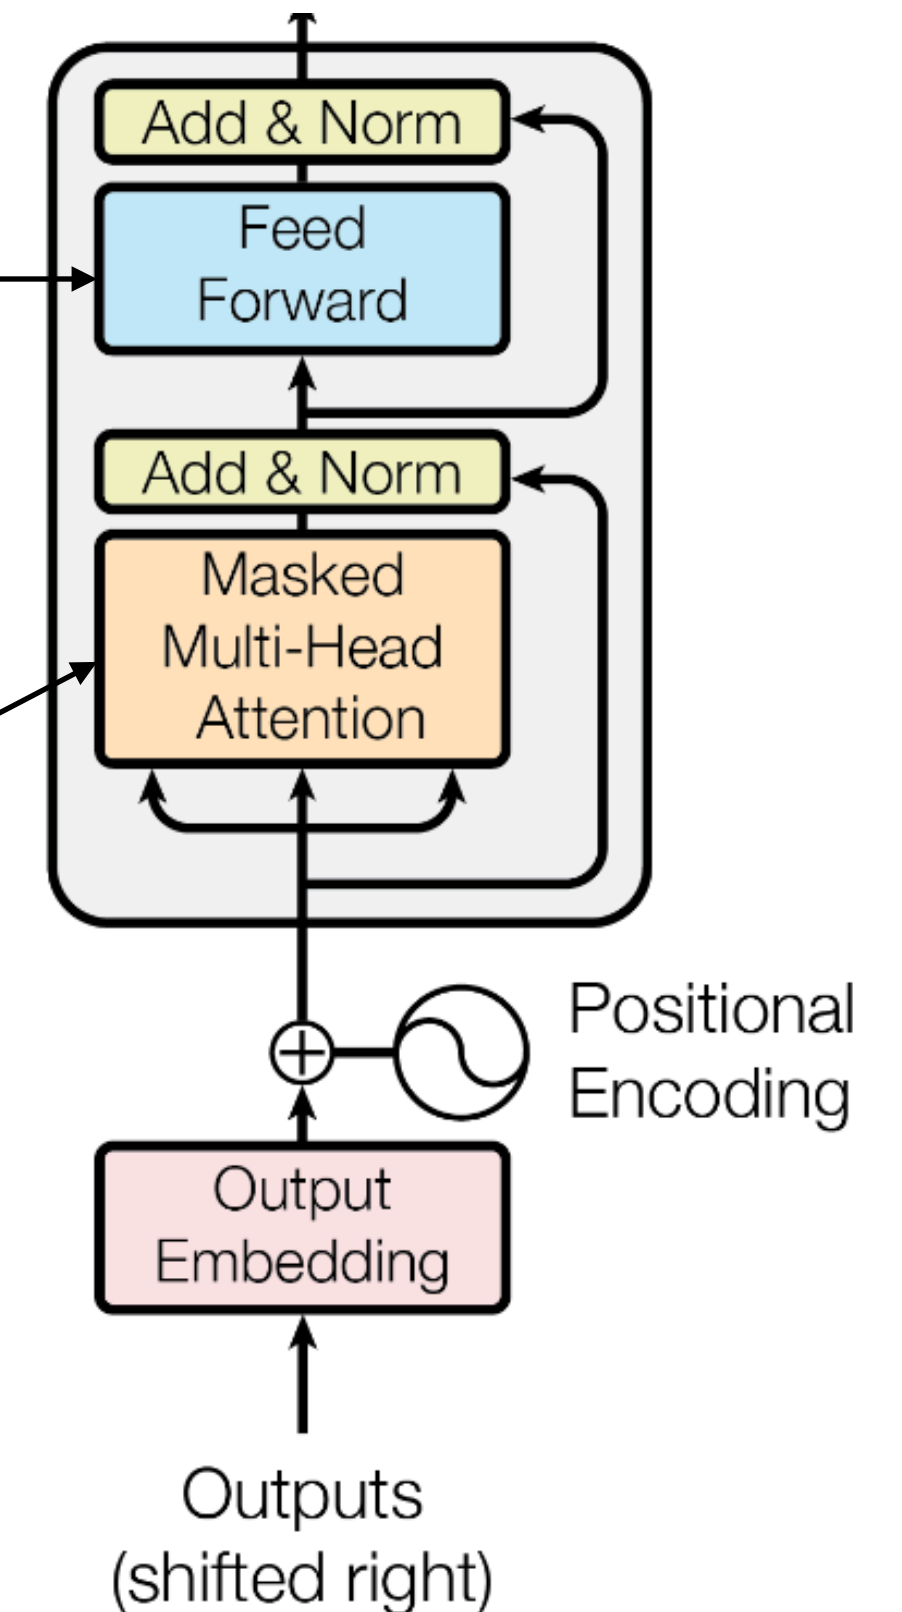 Add & Norm
Feed
Forward
Add & Norm
Masked
Multi-Head
Attention
Positional
Encoding
Output
Embedding
Outputs
(shifted right)